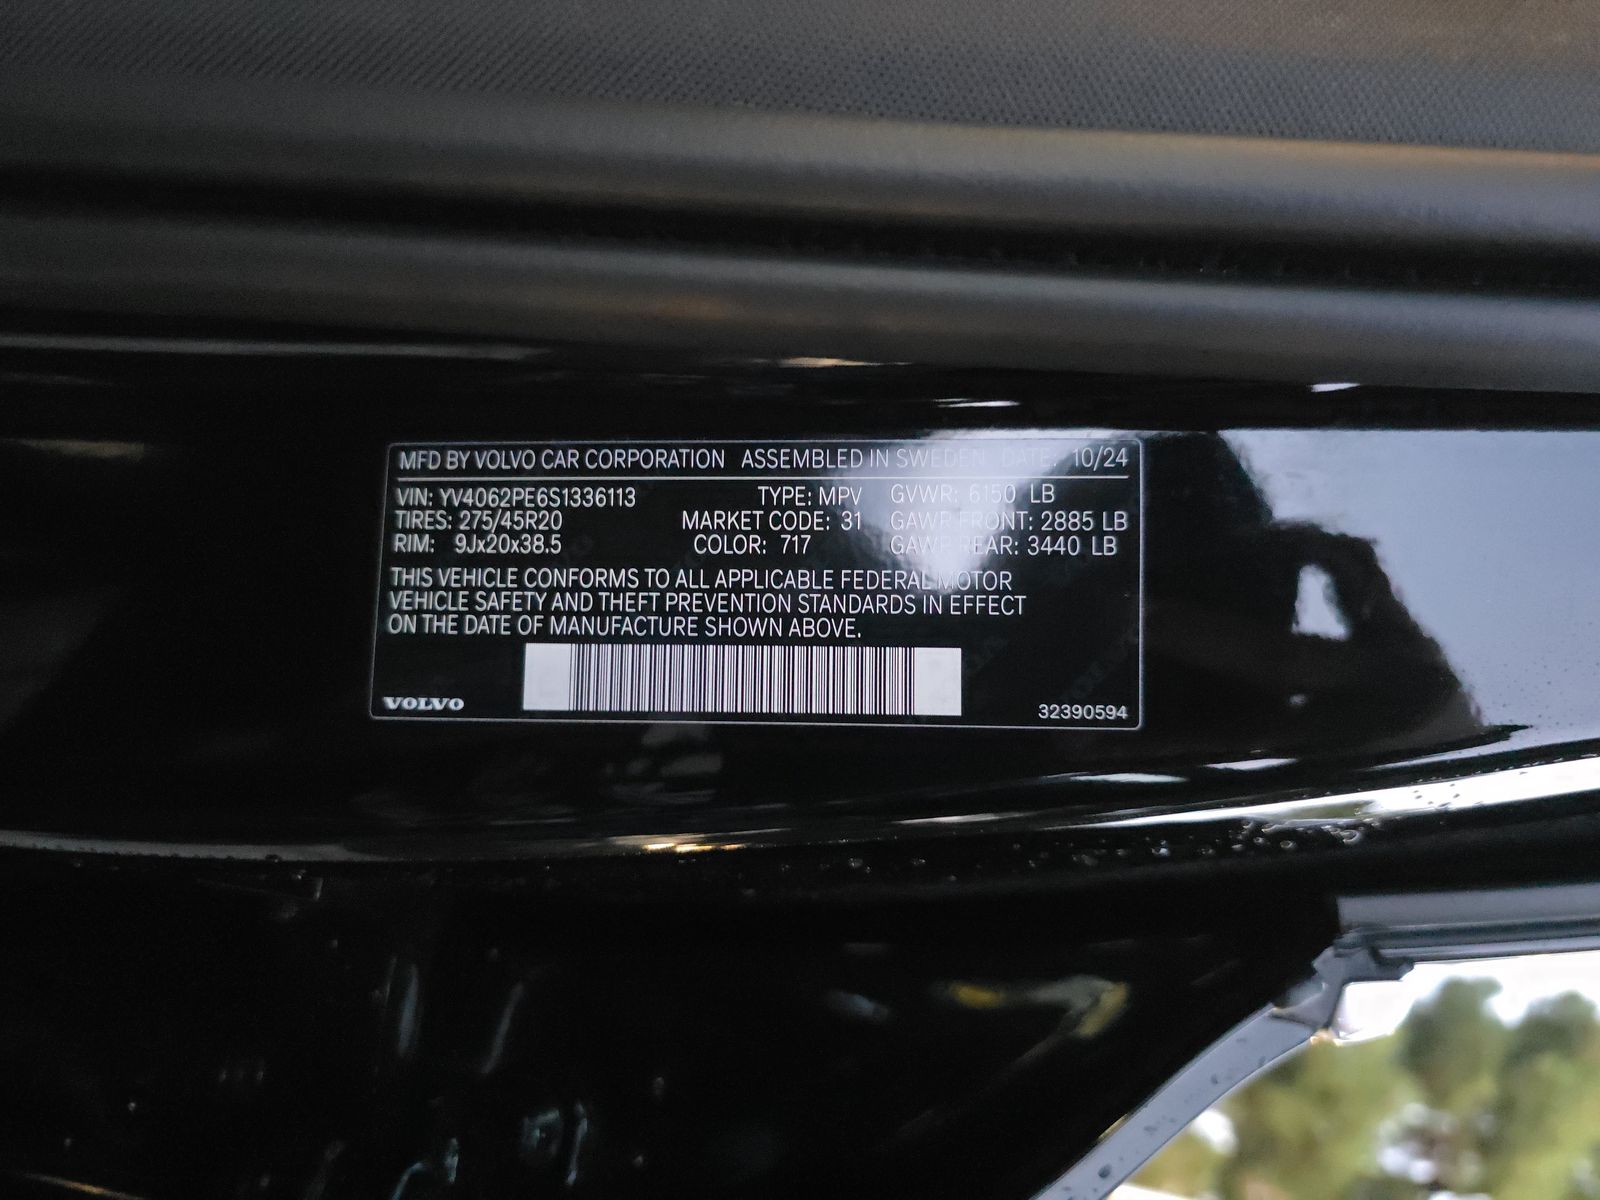 MFD BY VOLVO CAR CORPORATION ASSEMBLED IN SWEDEN DATE: 10/24
VIN: YV4062PE6S1336113 TYPE: MPV GVWR: 6150 LB
TIRES: 275/45R20 MARKET CODE: 31 GAWR FRONT: 2885 LB
RIM: 9Jx20x38.5 COLOR: 717 GAWR REAR: 3440 LB
THIS VEHICLE CONFORMS TO ALL APPLICABLE FEDERAL MOTOR
VEHICLE SAFETY AND THEFT PREVENTION STANDARDS IN EFFECT
ON THE DATE OF MANUFACTURE SHOWN ABOVE.
VOLVO 32390594